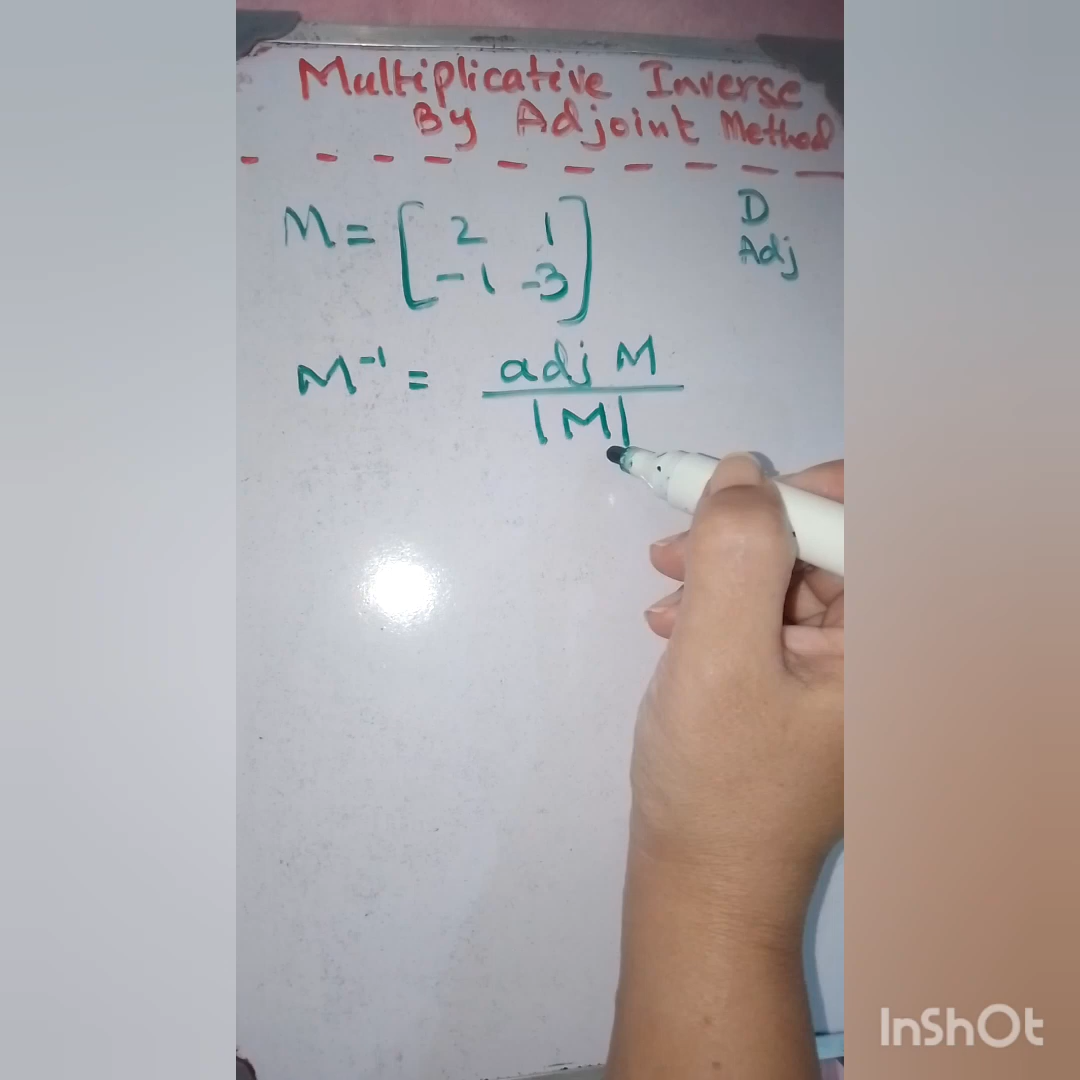 Multiplicative Inverse
By Adjoint Method
M = [ 2 1
-1 -3 ]
D
Adj
M⁻¹ = adj M
|M|
InShOt